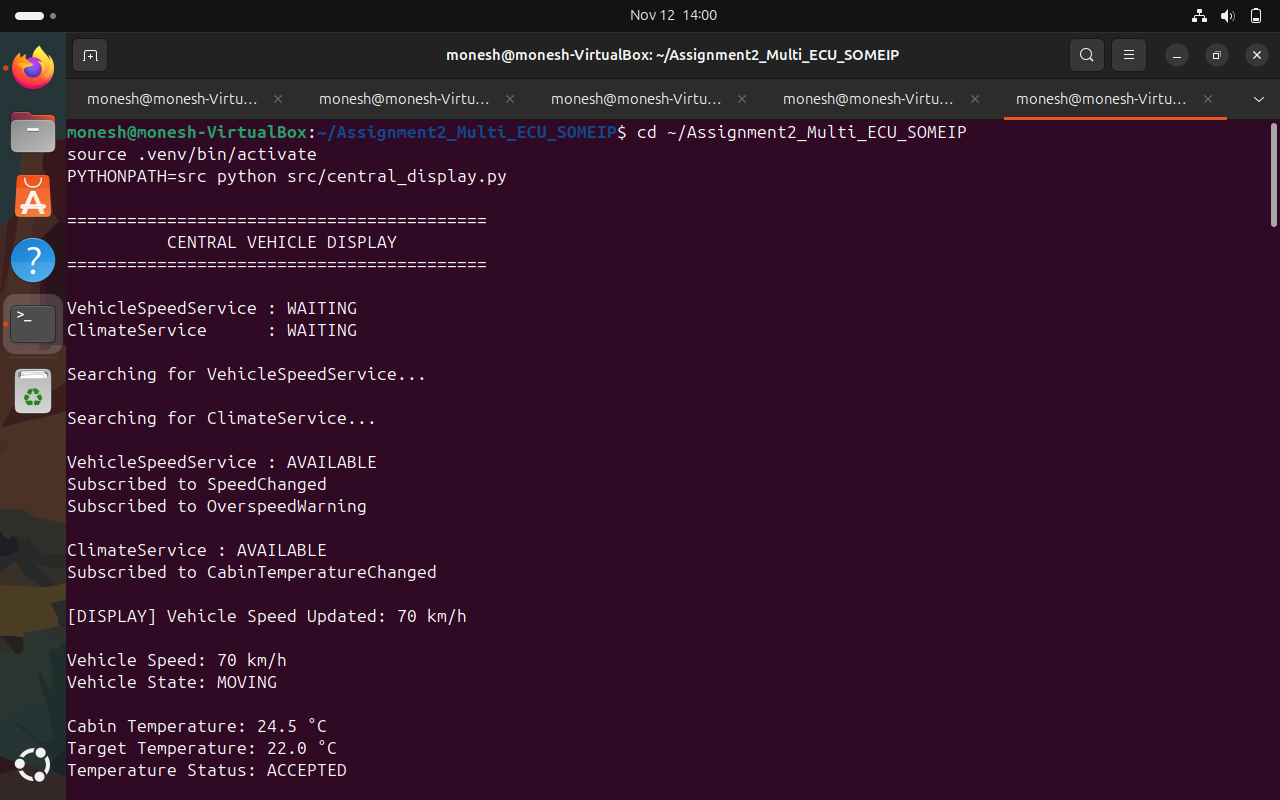 Nov 12 14:00
monesh@monesh-VirtualBox: ~/Assignment2_Multi_ECU_SOMEIP
monesh@monesh-Virtu... monesh@monesh-Virtu... monesh@monesh-Virtu... monesh@monesh-Virtu... monesh@monesh-Virtu...
monesh@monesh-VirtualBox:~/Assignment2_Multi_ECU_SOMEIP$ cd ~/Assignment2_Multi_ECU_SOMEIP
source .venv/bin/activate
PYTHONPATH=src python src/central_display.py
==========================================
CENTRAL VEHICLE DISPLAY
==========================================
VehicleSpeedService : WAITING
ClimateService      : WAITING
Searching for VehicleSpeedService...
Searching for ClimateService...
VehicleSpeedService : AVAILABLE
Subscribed to SpeedChanged
Subscribed to OverspeedWarning
ClimateService : AVAILABLE
Subscribed to CabinTemperatureChanged
[DISPLAY] Vehicle Speed Updated: 70 km/h
Vehicle Speed: 70 km/h
Vehicle State: MOVING
Cabin Temperature: 24.5 °C
Target Temperature: 22.0 °C
Temperature Status: ACCEPTED